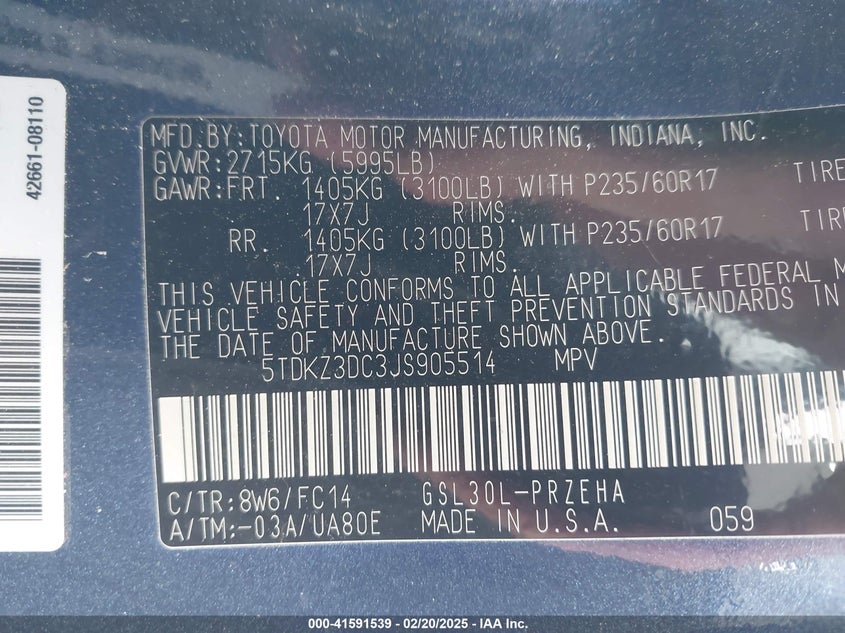 42661-08110
MFD.BY:TOYOTA MOTOR MANUFACTURING, INDIANA, INC.
GVWR:2715KG (5995LB)
GAWR:FRT. 1405KG (3100LB) WITH P235/60R17 TIRE
17X7J RIMS.
RR. 1405KG (3100LB) WITH P235/60R17 TIRE
17X7J RIMS.
THIS VEHICLE CONFORMS TO ALL APPLICABLE FEDERAL M
VEHICLE SAFETY AND THEFT PREVENTION STANDARDS IN
THE DATE OF MANUFACTURE SHOWN ABOVE.
5TDKZ3DC3JS905514 MPV
C/TR:8W6/FC14 GSL30L-PRZEHA
A/TM:-03A/UA80E MADE IN U.S.A. 059
000-41591539 — 02/20/2025 — IAA Inc.